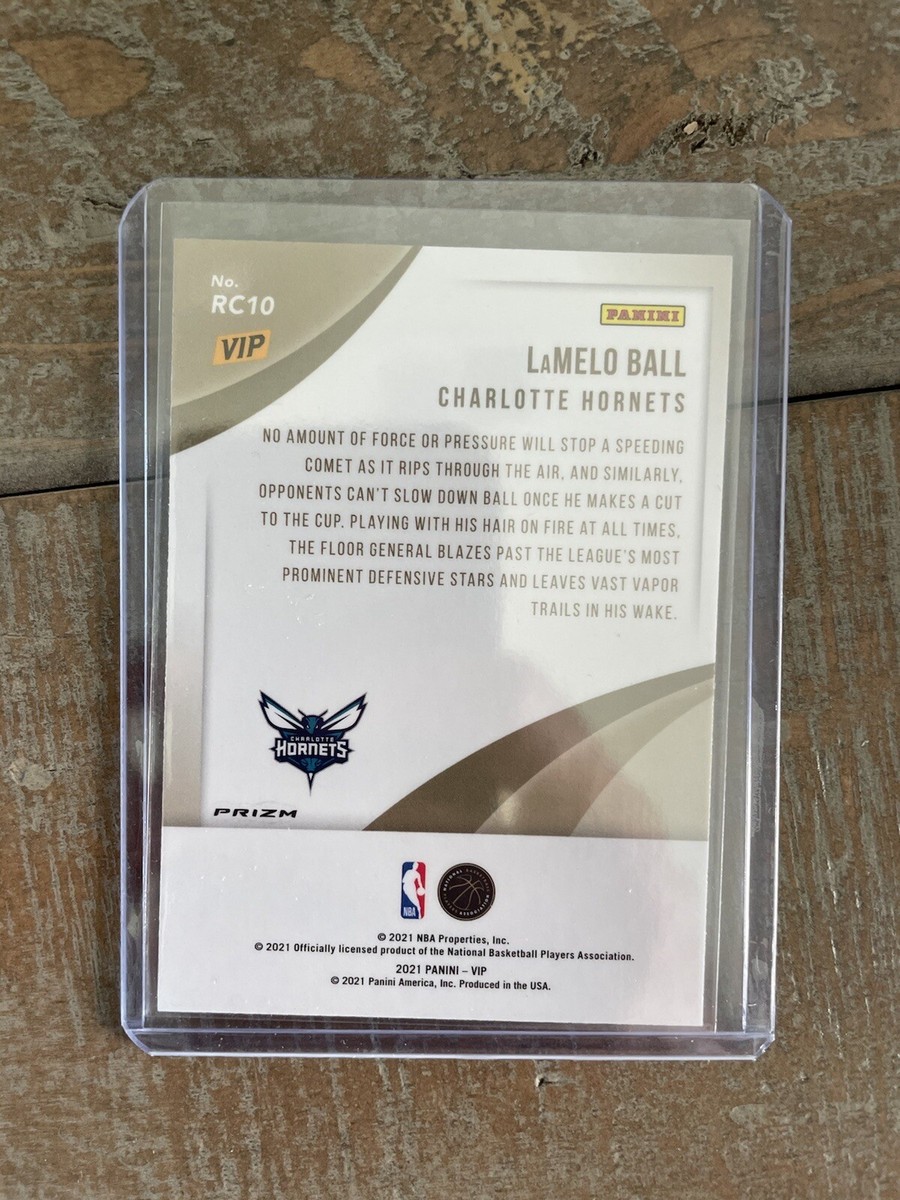 No.
RC10
VIP
PANINI
LaMELO BALL
CHARLOTTE HORNETS
NO AMOUNT OF FORCE OR PRESSURE WILL STOP A SPEEDING
COMET AS IT RIPS THROUGH THE AIR, AND SIMILARLY,
OPPONENTS CAN'T SLOW DOWN BALL ONCE HE MAKES A CUT
TO THE CUP. PLAYING WITH HIS HAIR ON FIRE AT ALL TIMES,
THE FLOOR GENERAL BLAZES PAST THE LEAGUE'S MOST
PROMINENT DEFENSIVE STARS AND LEAVES VAST VAPOR
TRAILS IN HIS WAKE.
CHARLOTTE
HORNETS
PRIZM
NBA
NATIONAL BASKETBALL
PLAYERS ASSOCIATION
© 2021 NBA Properties, Inc.
© 2021 Officially licensed product of the National Basketball Players Association.
2021 PANINI – VIP
© 2021 Panini America, Inc. Produced in the USA.